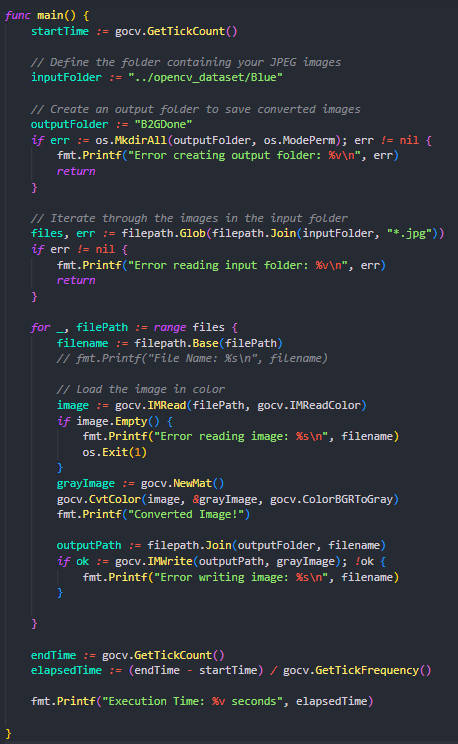 func main() {
    startTime := gocv.GetTickCount()

    // Define the folder containing your JPEG images
    inputFolder := "../opencv_dataset/Blue"

    // Create an output folder to save converted images
    outputFolder := "B2GDone"
    if err := os.MkdirAll(outputFolder, os.ModePerm); err != nil {
        fmt.Printf("Error creating output folder: %v\n", err)
        return
    }

    // Iterate through the images in the input folder
    files, err := filepath.Glob(filepath.Join(inputFolder, "*.jpg"))
    if err != nil {
        fmt.Printf("Error reading input folder: %v\n", err)
        return
    }

    for _, filePath := range files {
        filename := filepath.Base(filePath)
        // fmt.Printf("File Name: %s\n", filename)

        // Load the image in color
        image := gocv.IMRead(filePath, gocv.IMReadColor)
        if image.Empty() {
            fmt.Printf("Error reading image: %s\n", filename)
            os.Exit(1)
        }
        grayImage := gocv.NewMat()
        gocv.CvtColor(image, &grayImage, gocv.ColorBGRToGray)
        fmt.Printf("Converted Image!")

        outputPath := filepath.Join(outputFolder, filename)
        if ok := gocv.IMWrite(outputPath, grayImage); !ok {
            fmt.Printf("Error writing image: %s\n", filename)
        }

    }

    endTime := gocv.GetTickCount()
    elapsedTime := (endTime - startTime) / gocv.GetTickFrequency()

    fmt.Printf("Execution Time: %v seconds", elapsedTime)

}